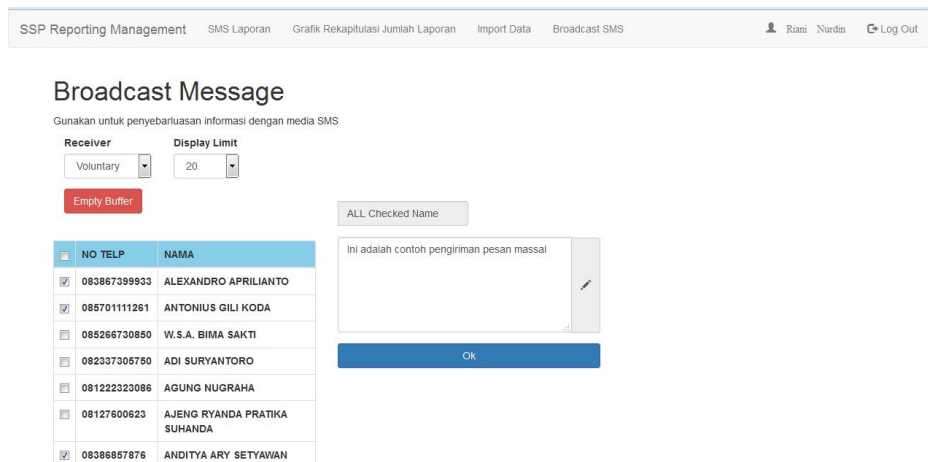 SSP Reporting Management SMS Laporan Grafik Rekapitulasi Jumlah Laporan Import Data Broadcast SMS Riani Nurdin Log Out
Broadcast Message
Gunakan untuk penyebarluasan informasi dengan media SMS
Receiver Display Limit
Voluntary 20
Empty Buffer
ALL Checked Name
Ini adalah contoh pengiriman pesan massal
Ok
NO TELP NAMA
083867399933 ALEXANDRO APRILIANTO
085701111261 ANTONIUS GILI KODA
085266730850 W.S.A. BIMA SAKTI
082337305750 ADI SURYANTORO
081222323086 AGUNG NUGRAHA
08127600623 AJENG RYANDA PRATIKA
SUHANDA
08386857876 ANDITYA ARY SETYAWAN